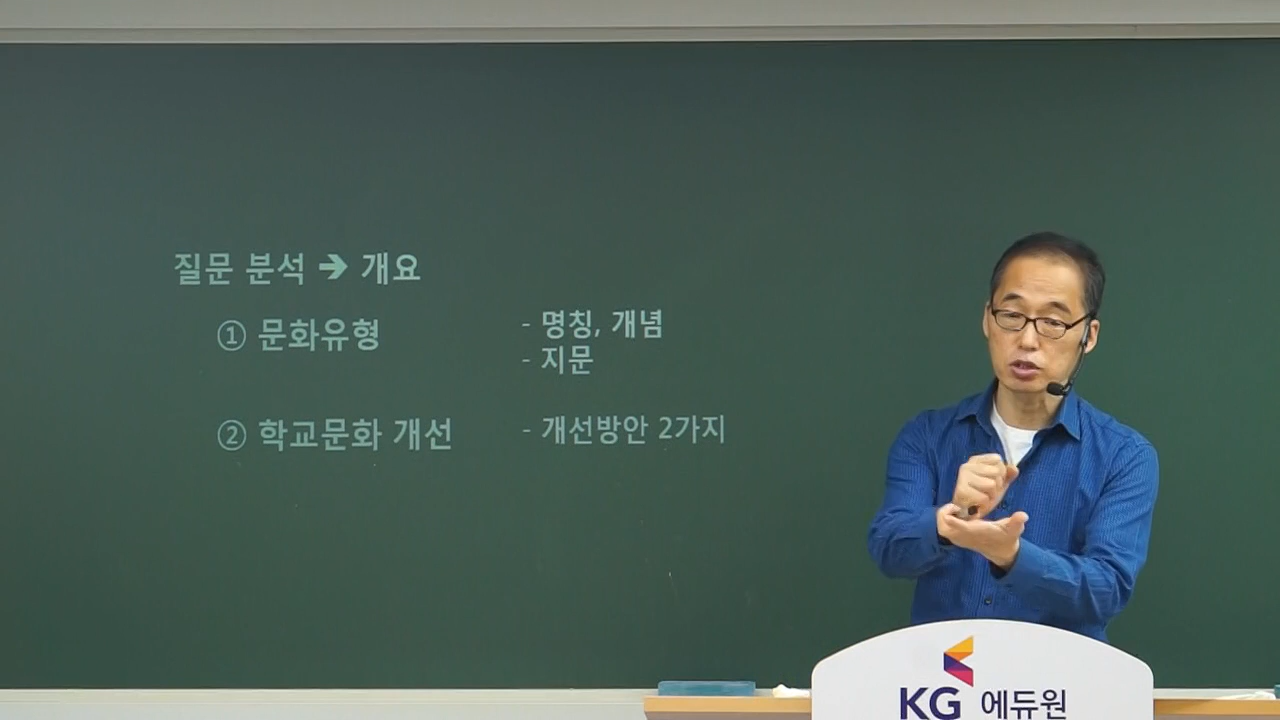 질문 분석 ➔ 개요
① 문화유형
- 명칭, 개념
- 지문
② 학교문화 개선
- 개선방안 2가지
KG 에듀원